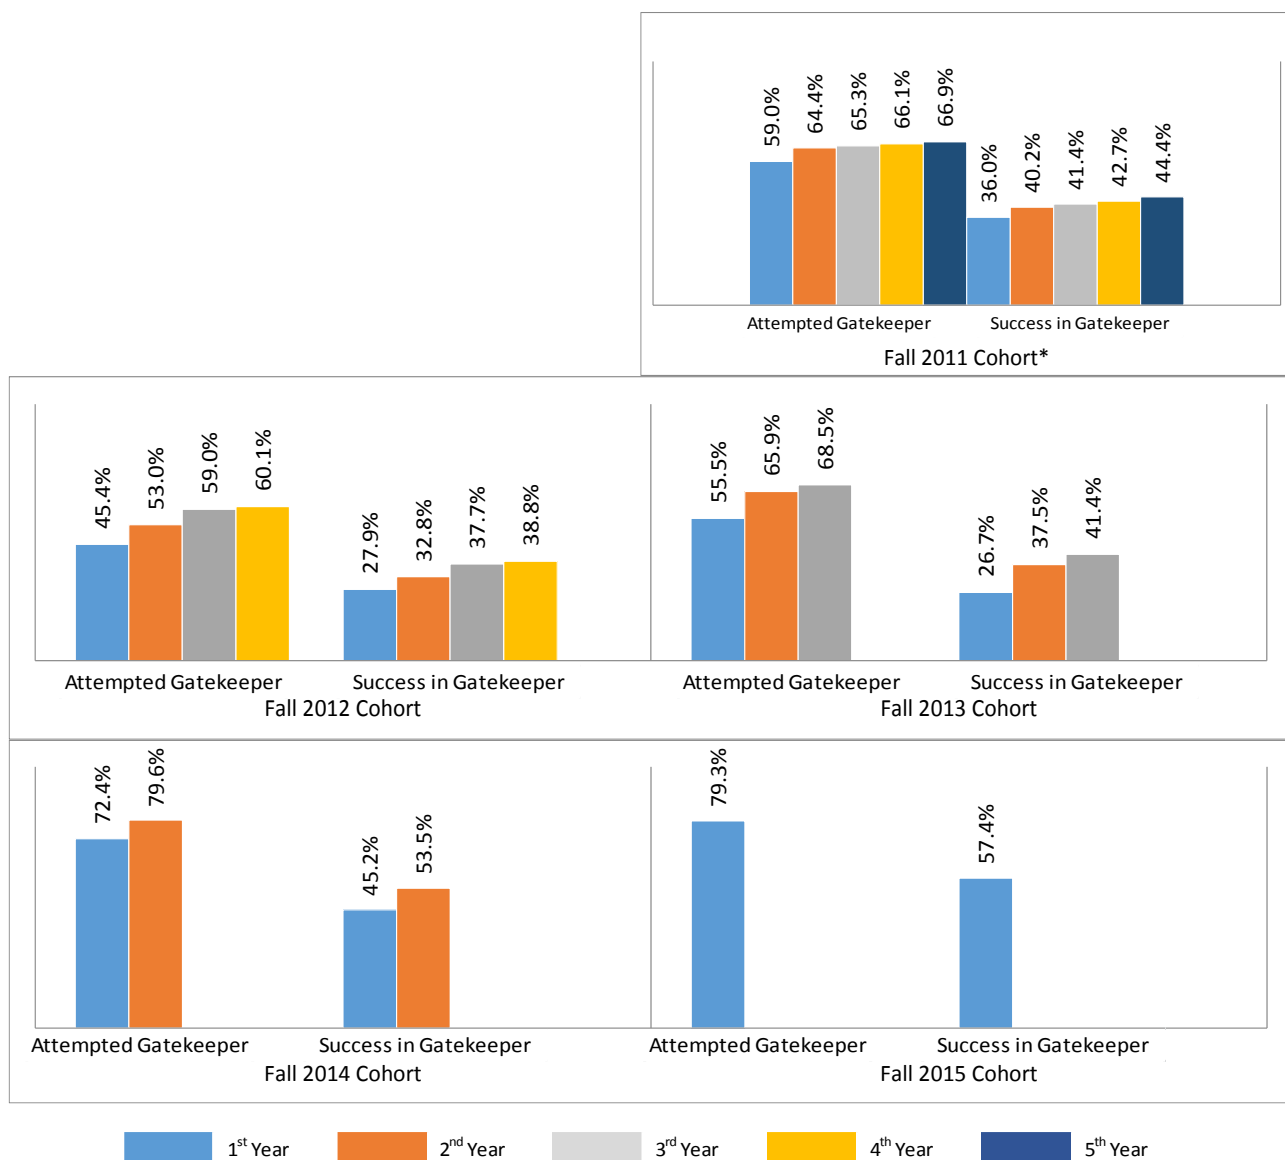 59.0% 64.4% 65.3% 66.1% 66.9% 36.0% 40.2% 41.4% 42.7% 44.4%
Attempted Gatekeeper Success in Gatekeeper
Fall 2011 Cohort*
45.4% 53.0% 59.0% 60.1% 27.9% 32.8% 37.7% 38.8%
Attempted Gatekeeper Success in Gatekeeper
Fall 2012 Cohort
55.5% 65.9% 68.5% 26.7% 37.5% 41.4%
Attempted Gatekeeper Success in Gatekeeper
Fall 2013 Cohort
72.4% 79.6% 45.2% 53.5%
Attempted Gatekeeper Success in Gatekeeper
Fall 2014 Cohort
79.3% 57.4%
Attempted Gatekeeper Success in Gatekeeper
Fall 2015 Cohort
1st Year 2nd Year 3rd Year 4th Year 5th Year